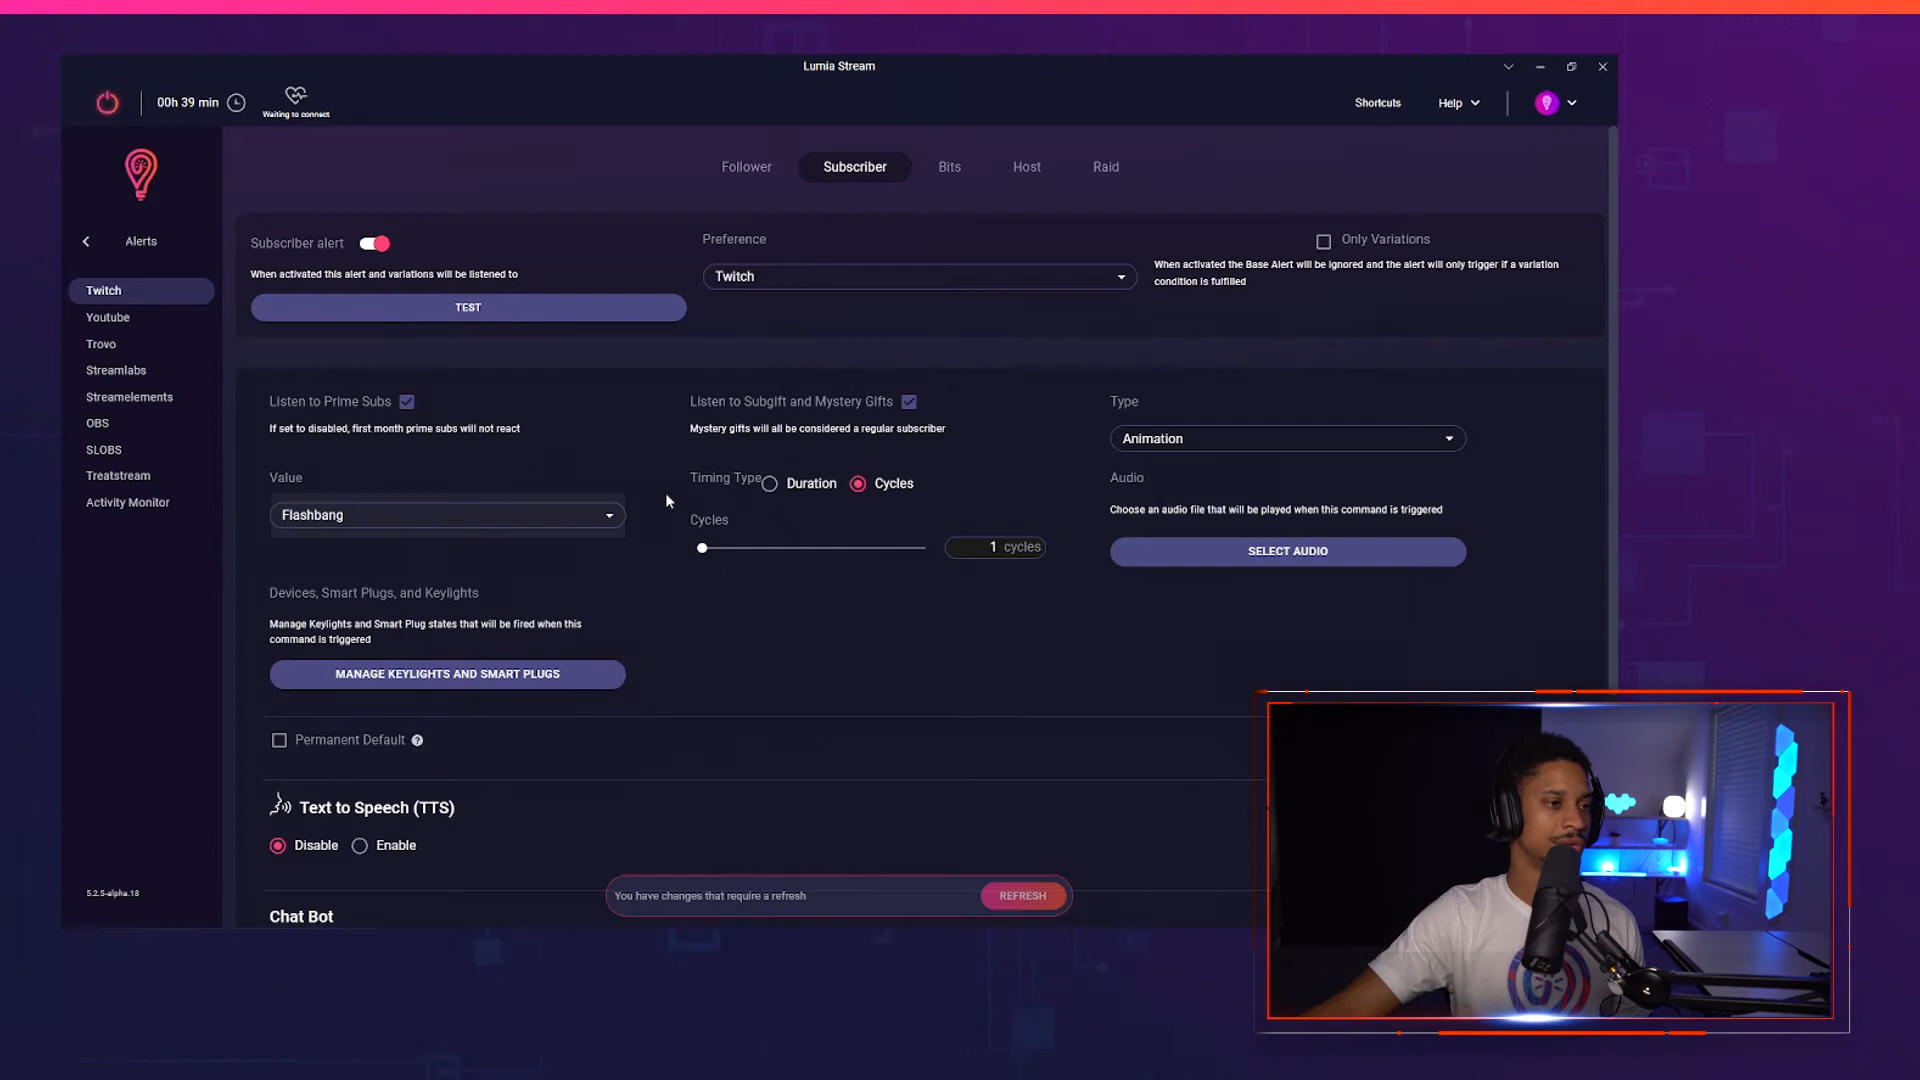 Lumia Stream
00h 39 min
Waiting to connect
Shortcuts
Help
Alerts
Twitch
Youtube
Trovo
Streamlabs
Streamelements
OBS
SLOBS
Treatstream
Activity Monitor
5.2.5-alpha.18
Follower
Subscriber
Bits
Host
Raid
Subscriber alert
When activated this alert and variations will be listened to
TEST
Preference
Twitch
Only Variations
When activated the Base Alert will be ignored and the alert will only trigger if a variation
condition is fulfilled
Listen to Prime Subs
If set to disabled, first month prime subs will not react
Listen to Subgift and Mystery Gifts
Mystery gifts will all be considered a regular subscriber
Type
Animation
Value
Flashbang
Timing Type
Duration
Cycles
Cycles
1 cycles
Audio
Choose an audio file that will be played when this command is triggered
SELECT AUDIO
Devices, Smart Plugs, and Keylights
Manage Keylights and Smart Plug states that will be fired when this
command is triggered
MANAGE KEYLIGHTS AND SMART PLUGS
Permanent Default
Text to Speech (TTS)
Disable
Enable
You have changes that require a refresh
REFRESH
Chat Bot